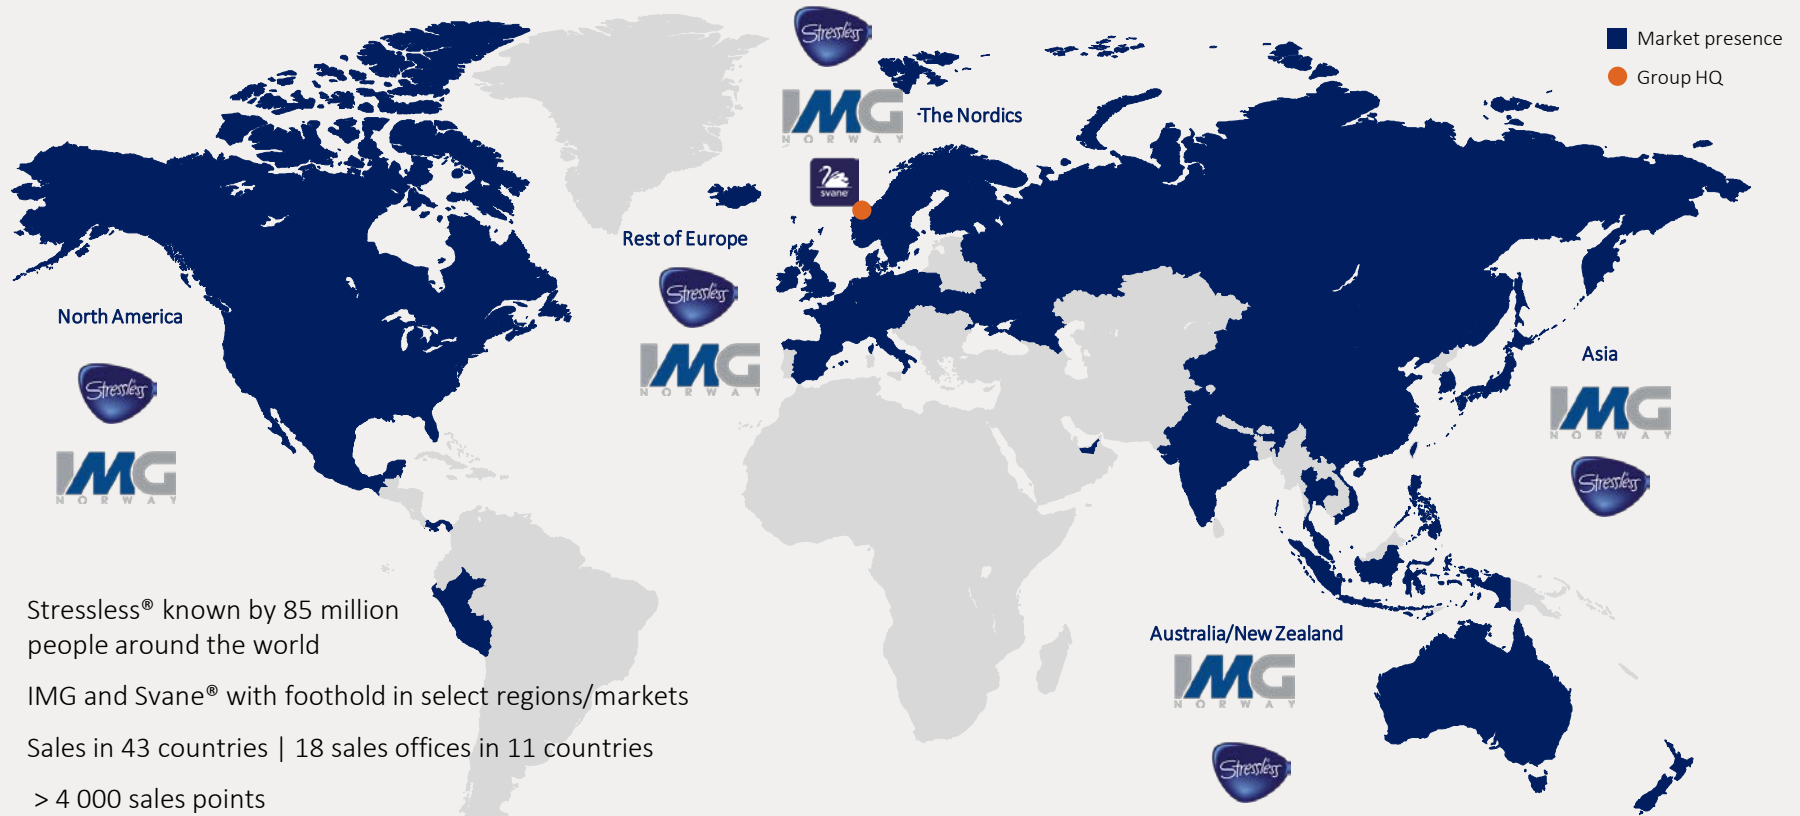 Stressless
Market presence
Group HQ
IMG
NORWAY
-The Nordics
svane
Rest of Europe
Stressless
IMG
NORWAY
North America
Stressless
IMG
NORWAY
Asia
IMG
NORWAY
Stressless
Australia/New Zealand
IMG
NORWAY
Stressless
Stressless® known by 85 million
people around the world
IMG and Svane® with foothold in select regions/markets
Sales in 43 countries | 18 sales offices in 11 countries
> 4 000 sales points